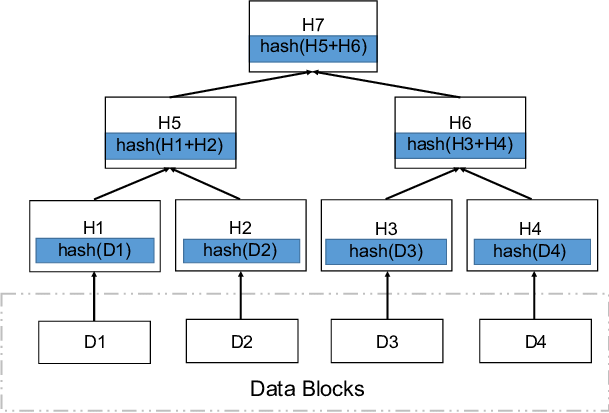 H7
hash(H5+H6)
H5
hash(H1+H2)
H6
hash(H3+H4)
H1
hash(D1)
H2
hash(D2)
H3
hash(D3)
H4
hash(D4)
D1
D2
D3
D4
Data Blocks